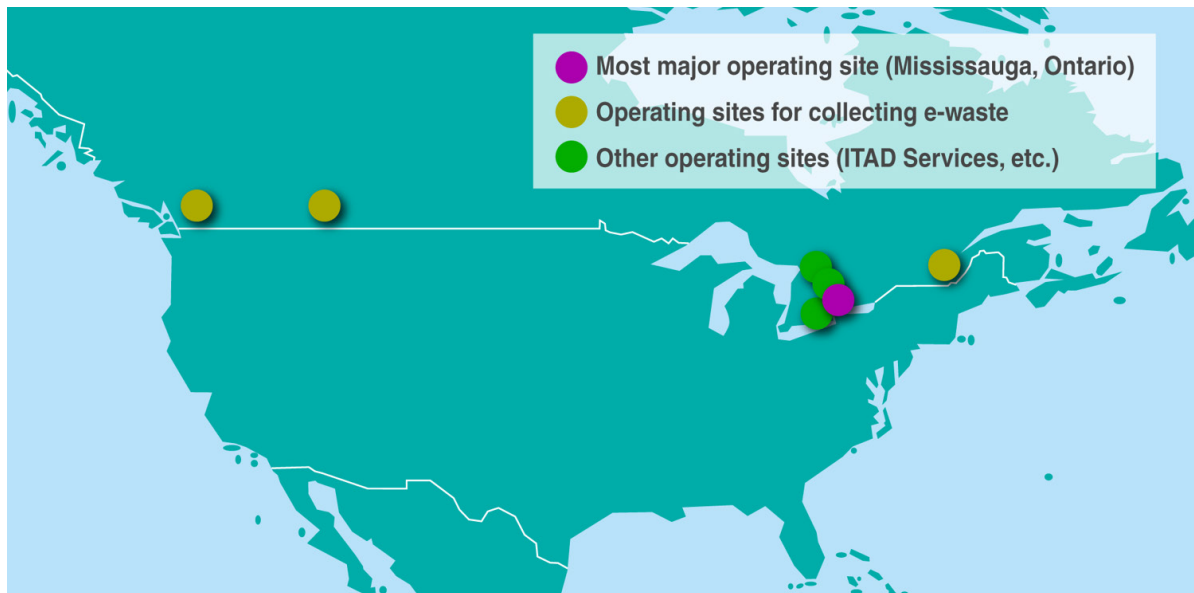 Most major operating site (Mississauga, Ontario)
Operating sites for collecting e-waste
Other operating sites (ITAD Services, etc.)